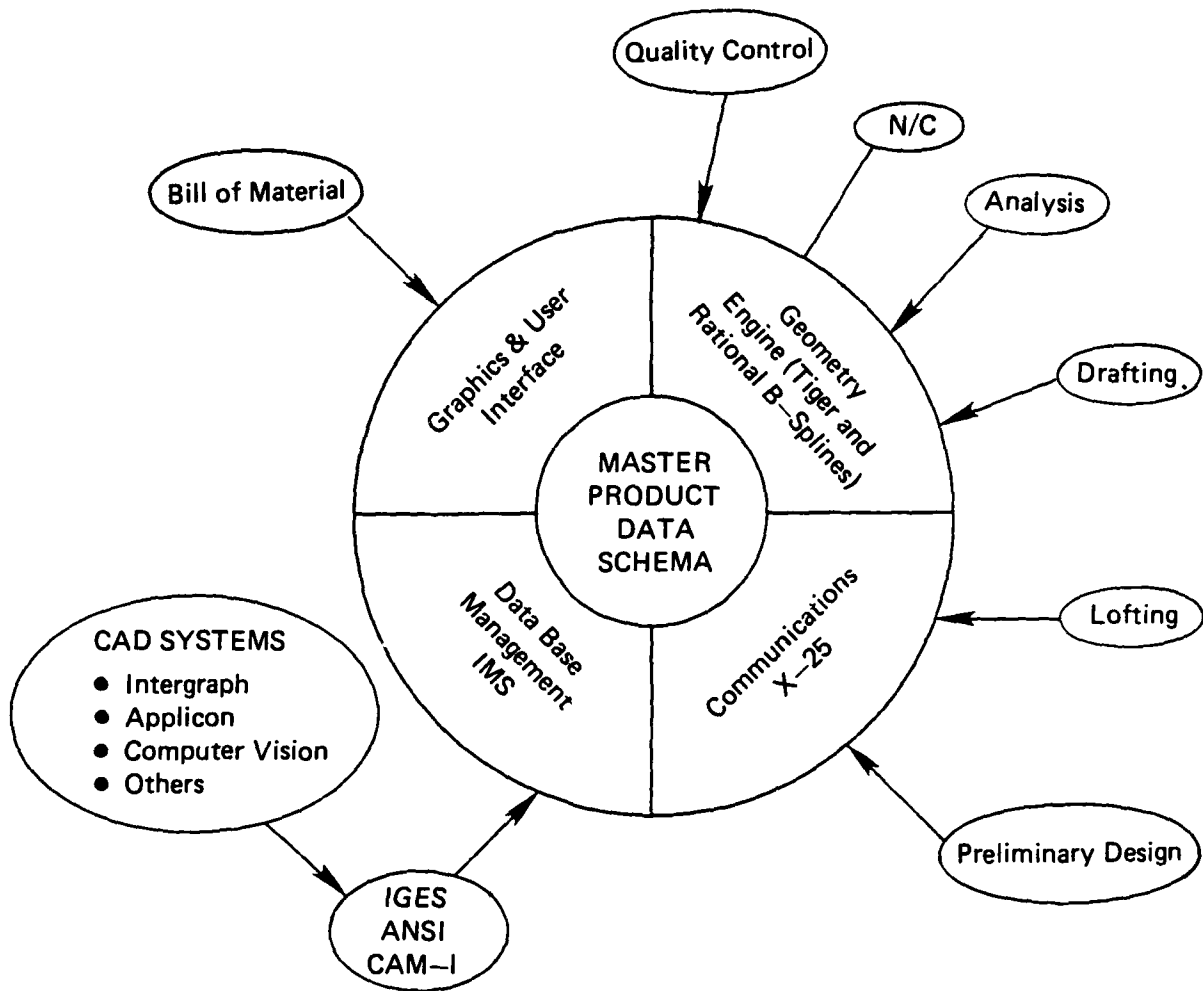 Quality Control
N/C
Bill of Material
Analysis
Graphics & User
Interface
Geometry
Engine (Tiger and
Rational B–Splines)
Drafting
MASTER
PRODUCT
DATA
SCHEMA
Data Base
Management
IMS
Communications
X–25
Lofting
CAD SYSTEMS
● Intergraph
● Applicon
● Computer Vision
● Others
Preliminary Design
IGES
ANSI
CAM–I